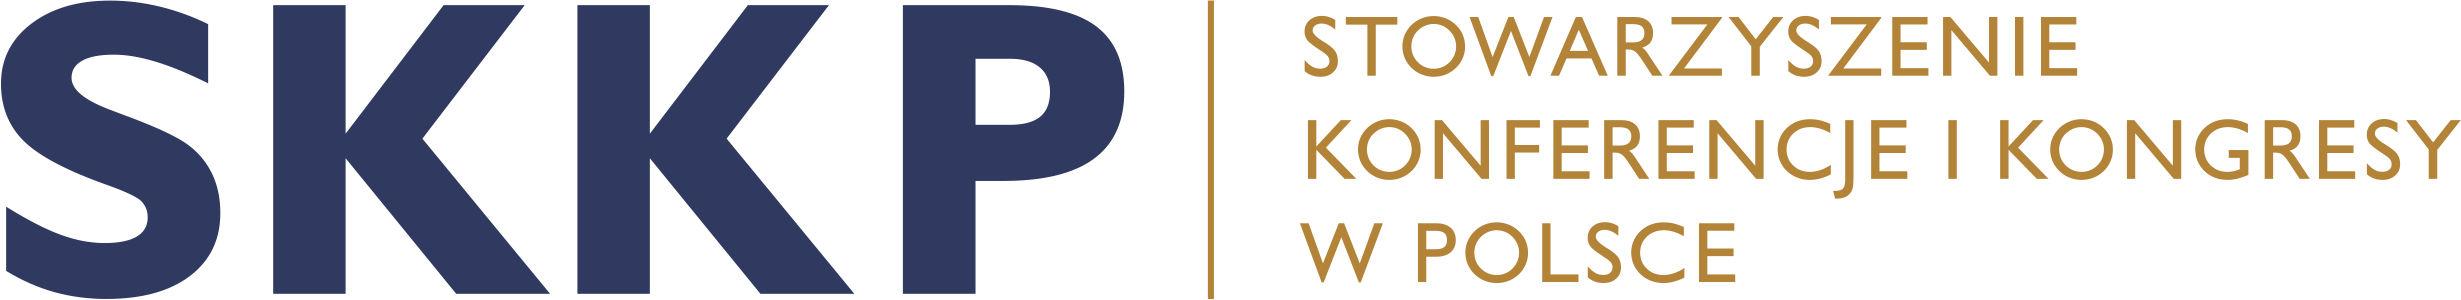 SKKP
STOWARZYSZENIE
KONFERENCJE I KONGRESY
W POLSCE